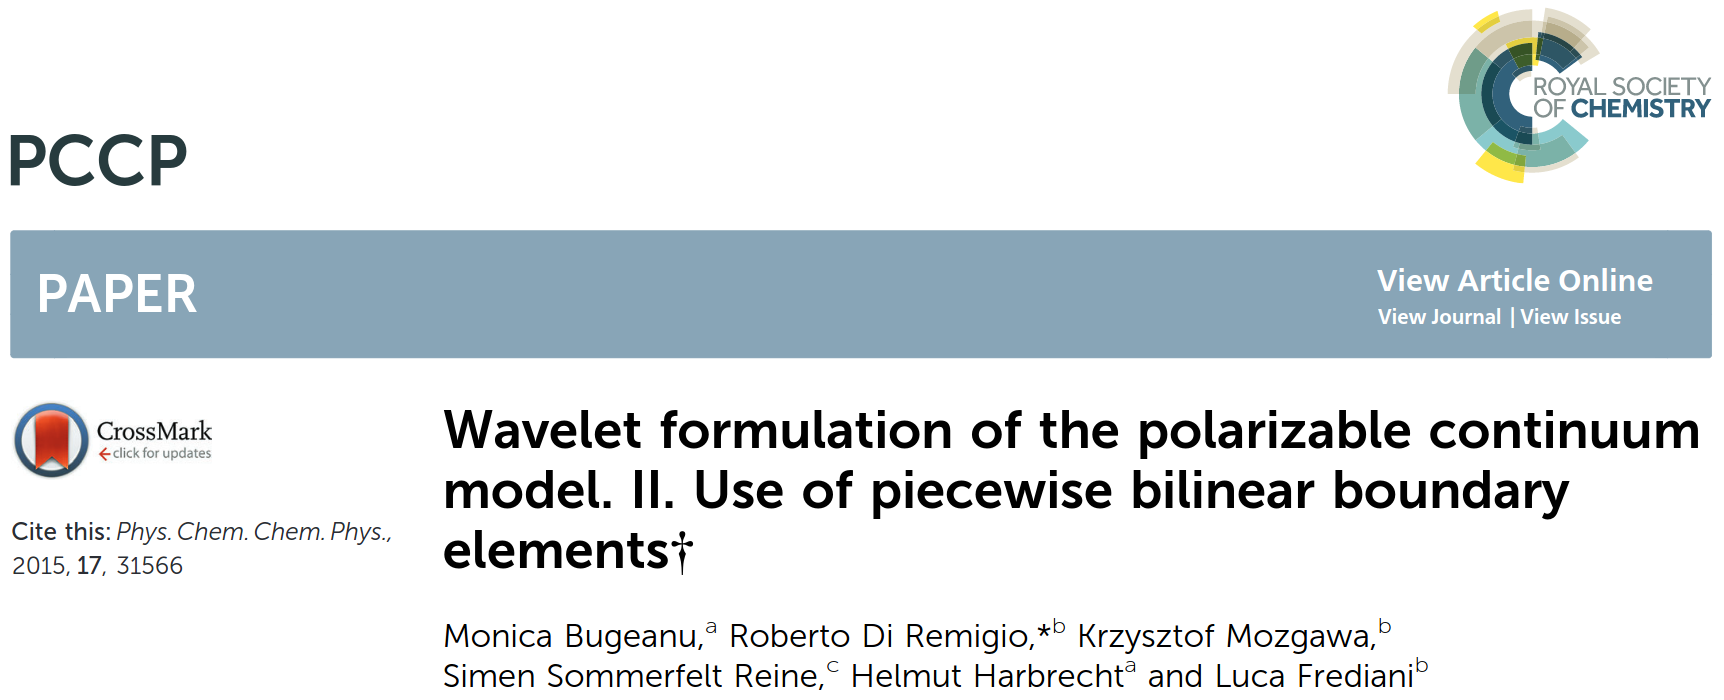 ROYAL SOCIETY
OF CHEMISTRY
PCCP
PAPER
View Article Online
View Journal | View Issue
CrossMark
click for updates
Cite this: Phys. Chem. Chem. Phys.,
2015, 17, 31566
Wavelet formulation of the polarizable continuum
model. II. Use of piecewise bilinear boundary
elements†
Monica Bugeanu,ᵃ Roberto Di Remigio,*ᵇ Krzysztof Mozgawa,ᵇ
Simen Sommerfelt Reine,ᶜ Helmut Harbrechtᵃ and Luca Fredianiᵇ